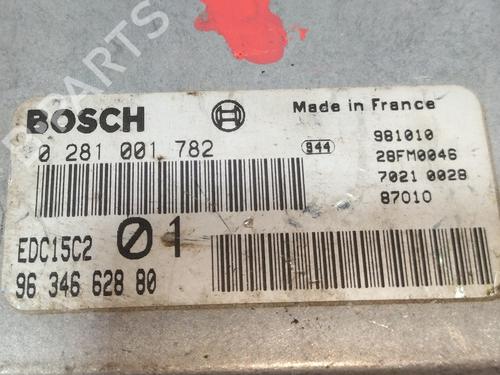 BOSCH
Made in France
0 281 001 782
944
981010
28FM0046
7021 0028
87010
EDC15C2
01
96 346 628 80